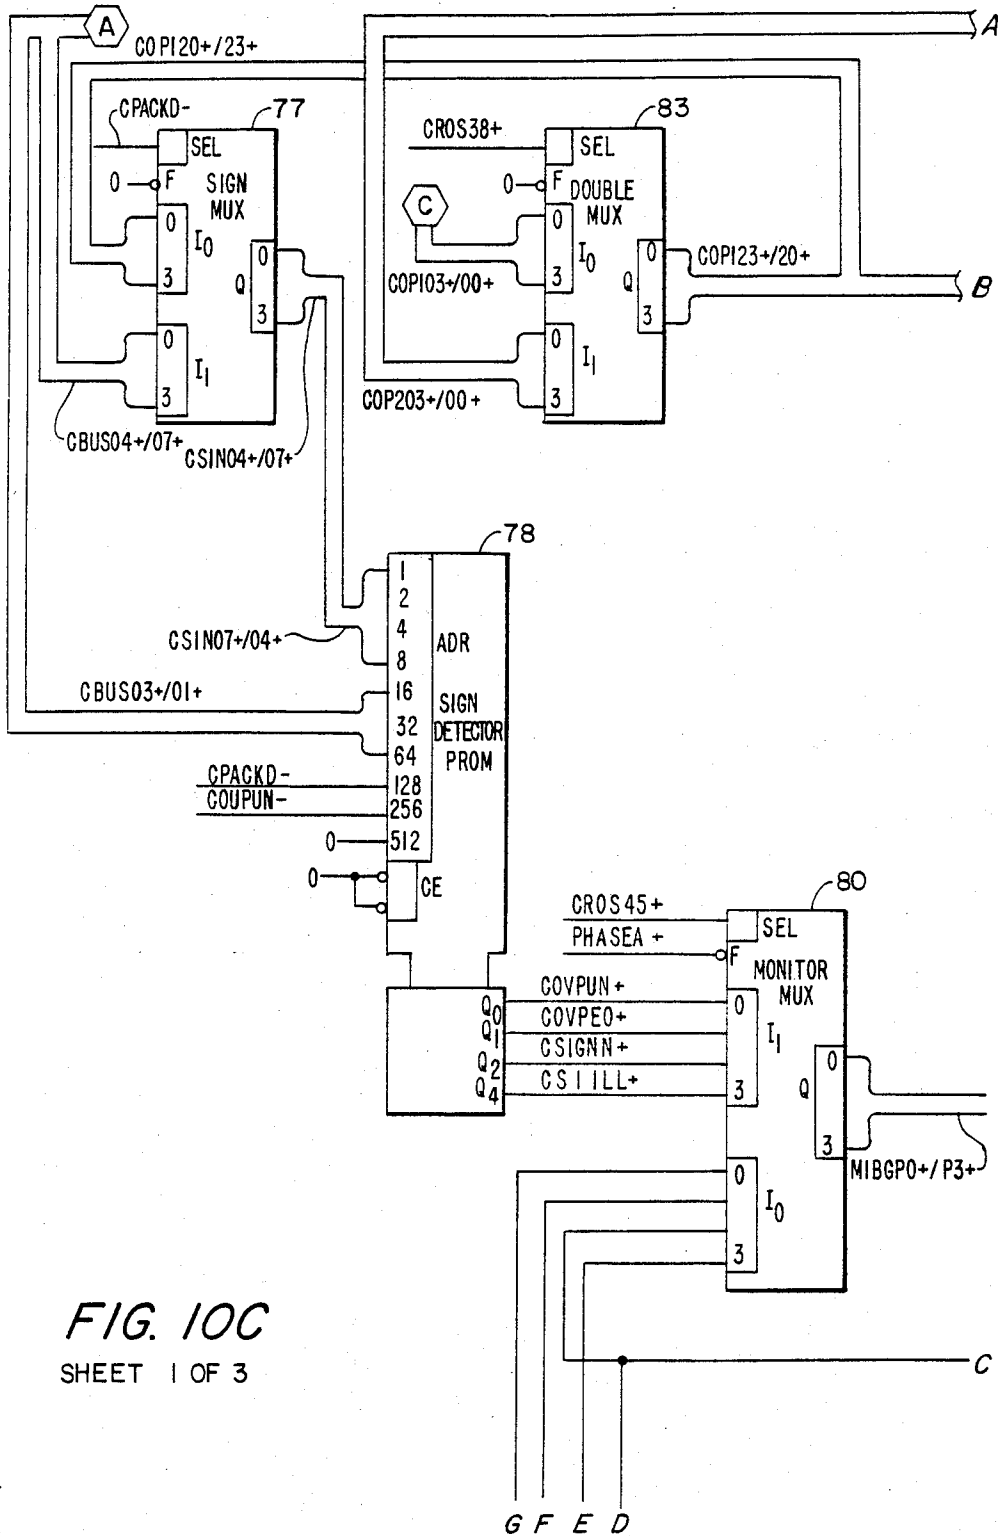 A
A
COPI20+/23+
CPACKD-
77
SEL
0
F
SIGN
MUX
0
I0
3
Q
0
3
0
I1
3
CBUS04+/07+
CSIN04+/07+
CROS38+
83
SEL
0
F
DOUBLE
MUX
C
0
I0
3
COPI03+/00+
Q
0
3
COPI23+/20+
B
0
I1
3
COP203+/00+
78
1
2
4
8
16
32
64
128
256
512
ADR
SIGN
DETECTOR
PROM
CSIN07+/04+
CBUS03+/01+
CPACKD-
COUPUN-
0
0
CE
Q0
Q1
Q2
Q4
COVPUN+
COVPEO+
CSIGNN+
CSIILL+
CROS45+
PHASEA+
80
SEL
F
MONITOR
MUX
0
I1
3
Q
0
3
MIBGP0+/P3+
0
I0
3
FIG. 10C
SHEET 1 OF 3
C
G F E D